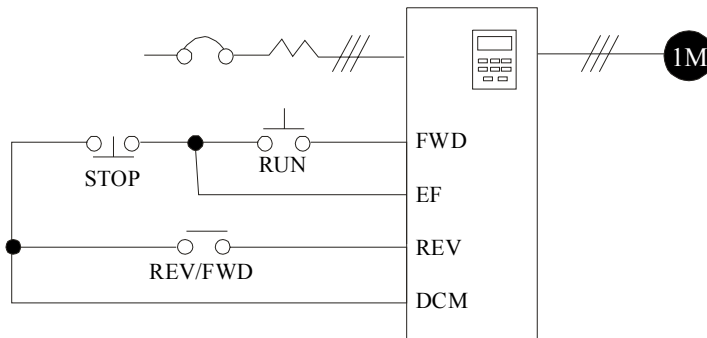 1M
FWD
RUN
STOP
EF
REV
REV/FWD
DCM